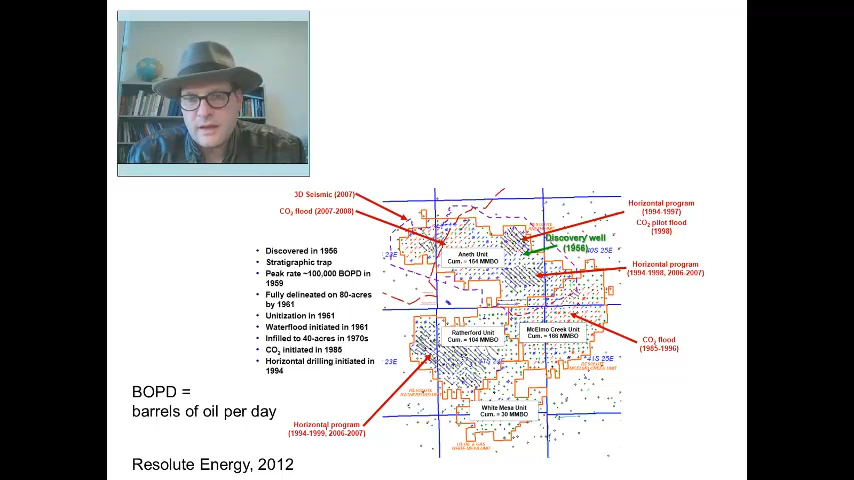 3D Seismic (2007)
CO2 flood (2007-2008)
Horizontal program
(1994-1997)
CO2 pilot flood
(1998)
Discovery well
(1956)
Horizontal program
(1994-1998, 2006-2007)
CO2 flood
(1985-1996)
Aneth Unit
Cum. = 154 MMBO
Ratherford Unit
Cum. = 104 MMBO
McElmo Creek Unit
Cum. = 166 MMBO
White Mesa Unit
Cum. = 30 MMBO
23E
23E
41S 25E
Horizontal program
(1994-1999, 2006-2007)
• Discovered in 1956
• Stratigraphic trap
• Peak rate ~100,000 BOPD in
1959
• Fully delineated on 80-acres
by 1961
• Unitization in 1961
• Waterflood initiated in 1961
• Infilled to 40-acres in 1970s
• CO2 initiated in 1985
• Horizontal drilling initiated in
1994
BOPD =
barrels of oil per day
Resolute Energy, 2012